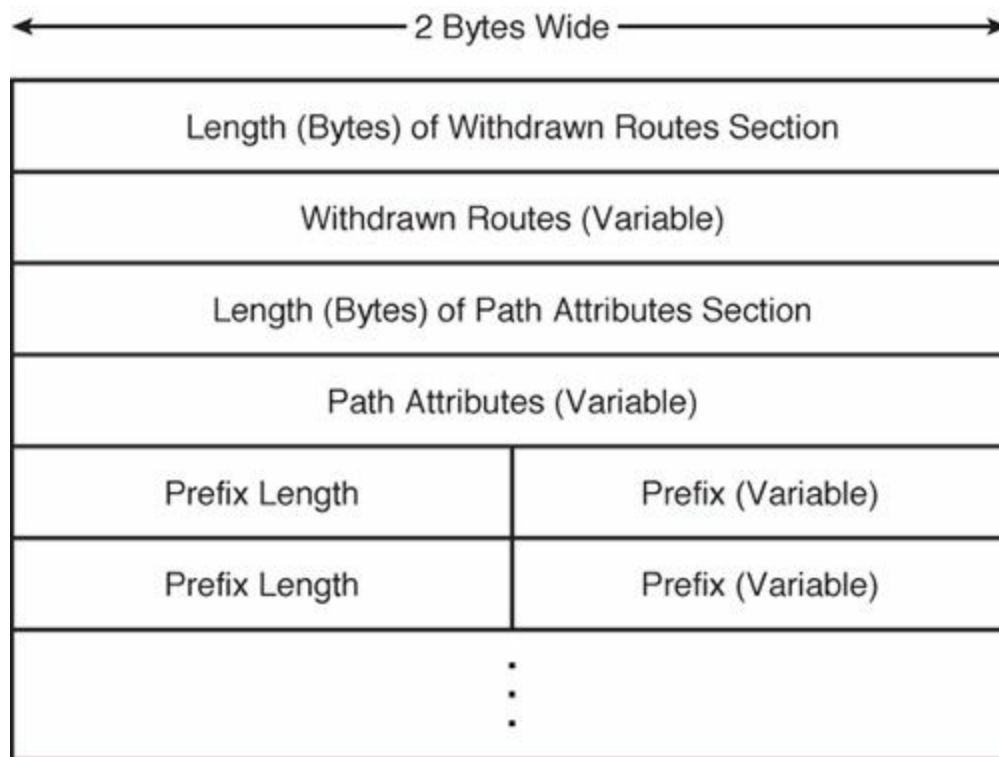 2 Bytes Wide
Length (Bytes) of Withdrawn Routes Section
Withdrawn Routes (Variable)
Length (Bytes) of Path Attributes Section
Path Attributes (Variable)
Prefix Length Prefix (Variable)
Prefix Length Prefix (Variable)